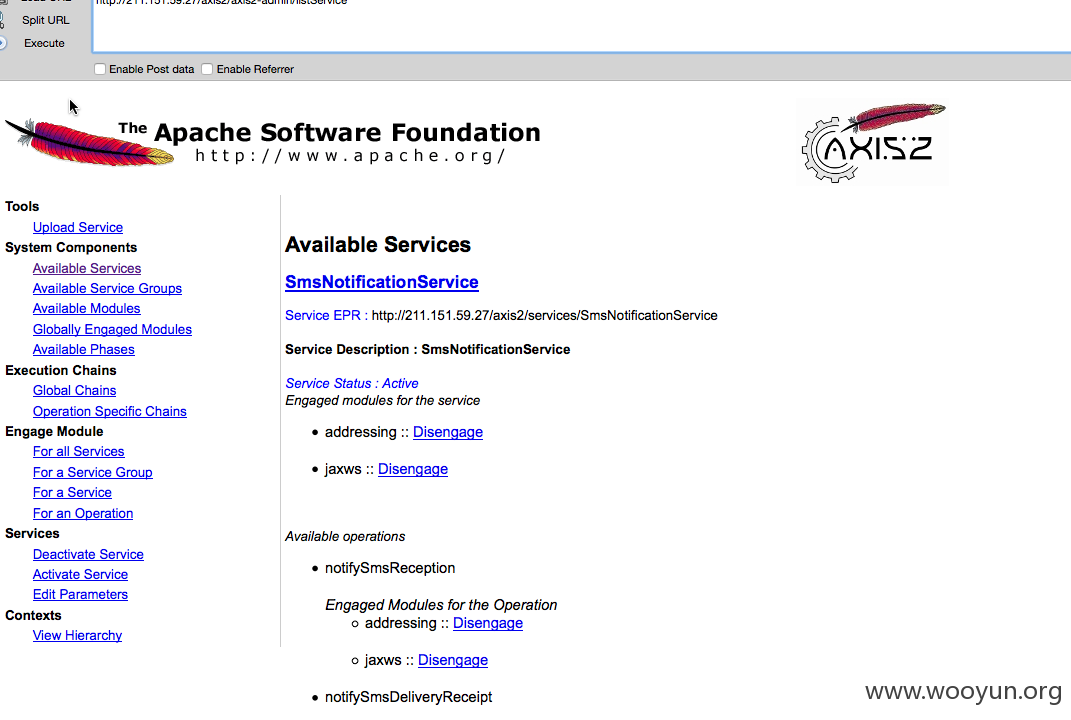 http://211.151.59.27/axis2/axis2-admin/listService
Split URL
Execute
Enable Post data Enable Referrer
The Apache Software Foundation
http://www.apache.org/
AXIS2
Tools
Upload Service
System Components
Available Services
Available Service Groups
Available Modules
Globally Engaged Modules
Available Phases
Execution Chains
Global Chains
Operation Specific Chains
Engage Module
For all Services
For a Service Group
For a Service
For an Operation
Services
Deactivate Service
Activate Service
Edit Parameters
Contexts
View Hierarchy
Available Services
SmsNotificationService
Service EPR : http://211.151.59.27/axis2/services/SmsNotificationService
Service Description : SmsNotificationService
Service Status : Active
Engaged modules for the service
addressing :: Disengage
jaxws :: Disengage
Available operations
notifySmsReception
Engaged Modules for the Operation
addressing :: Disengage
jaxws :: Disengage
notifySmsDeliveryReceipt
www.wooyun.org